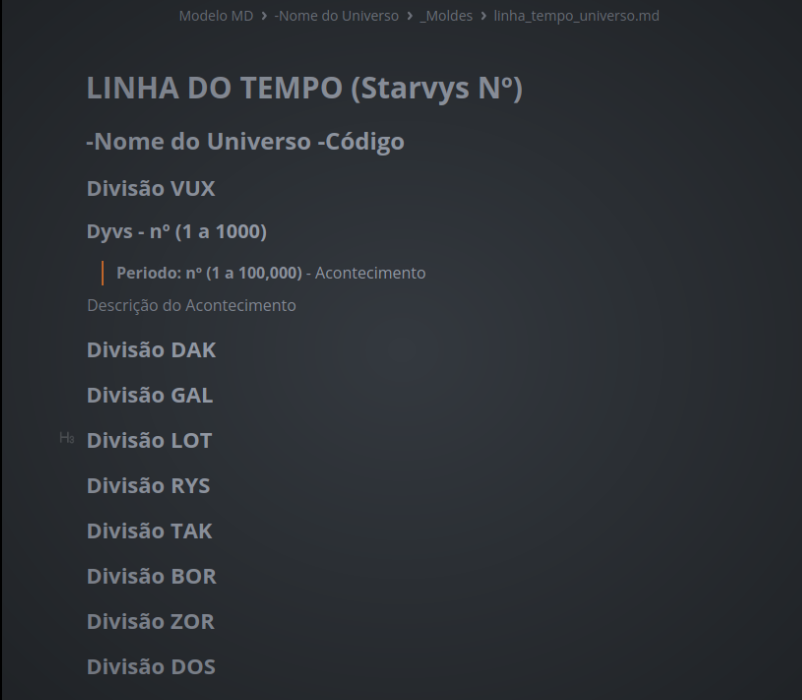 Modelo MD › -Nome do Universo › _Moldes › linha_tempo_universo.md
LINHA DO TEMPO (Starvys Nº)
-Nome do Universo -Código
Divisão VUX
Dyvs - nº (1 a 1000)
Periodo: nº (1 a 100,000) - Acontecimento
Descrição do Acontecimento
Divisão DAK
Divisão GAL
H3 Divisão LOT
Divisão RYS
Divisão TAK
Divisão BOR
Divisão ZOR
Divisão DOS